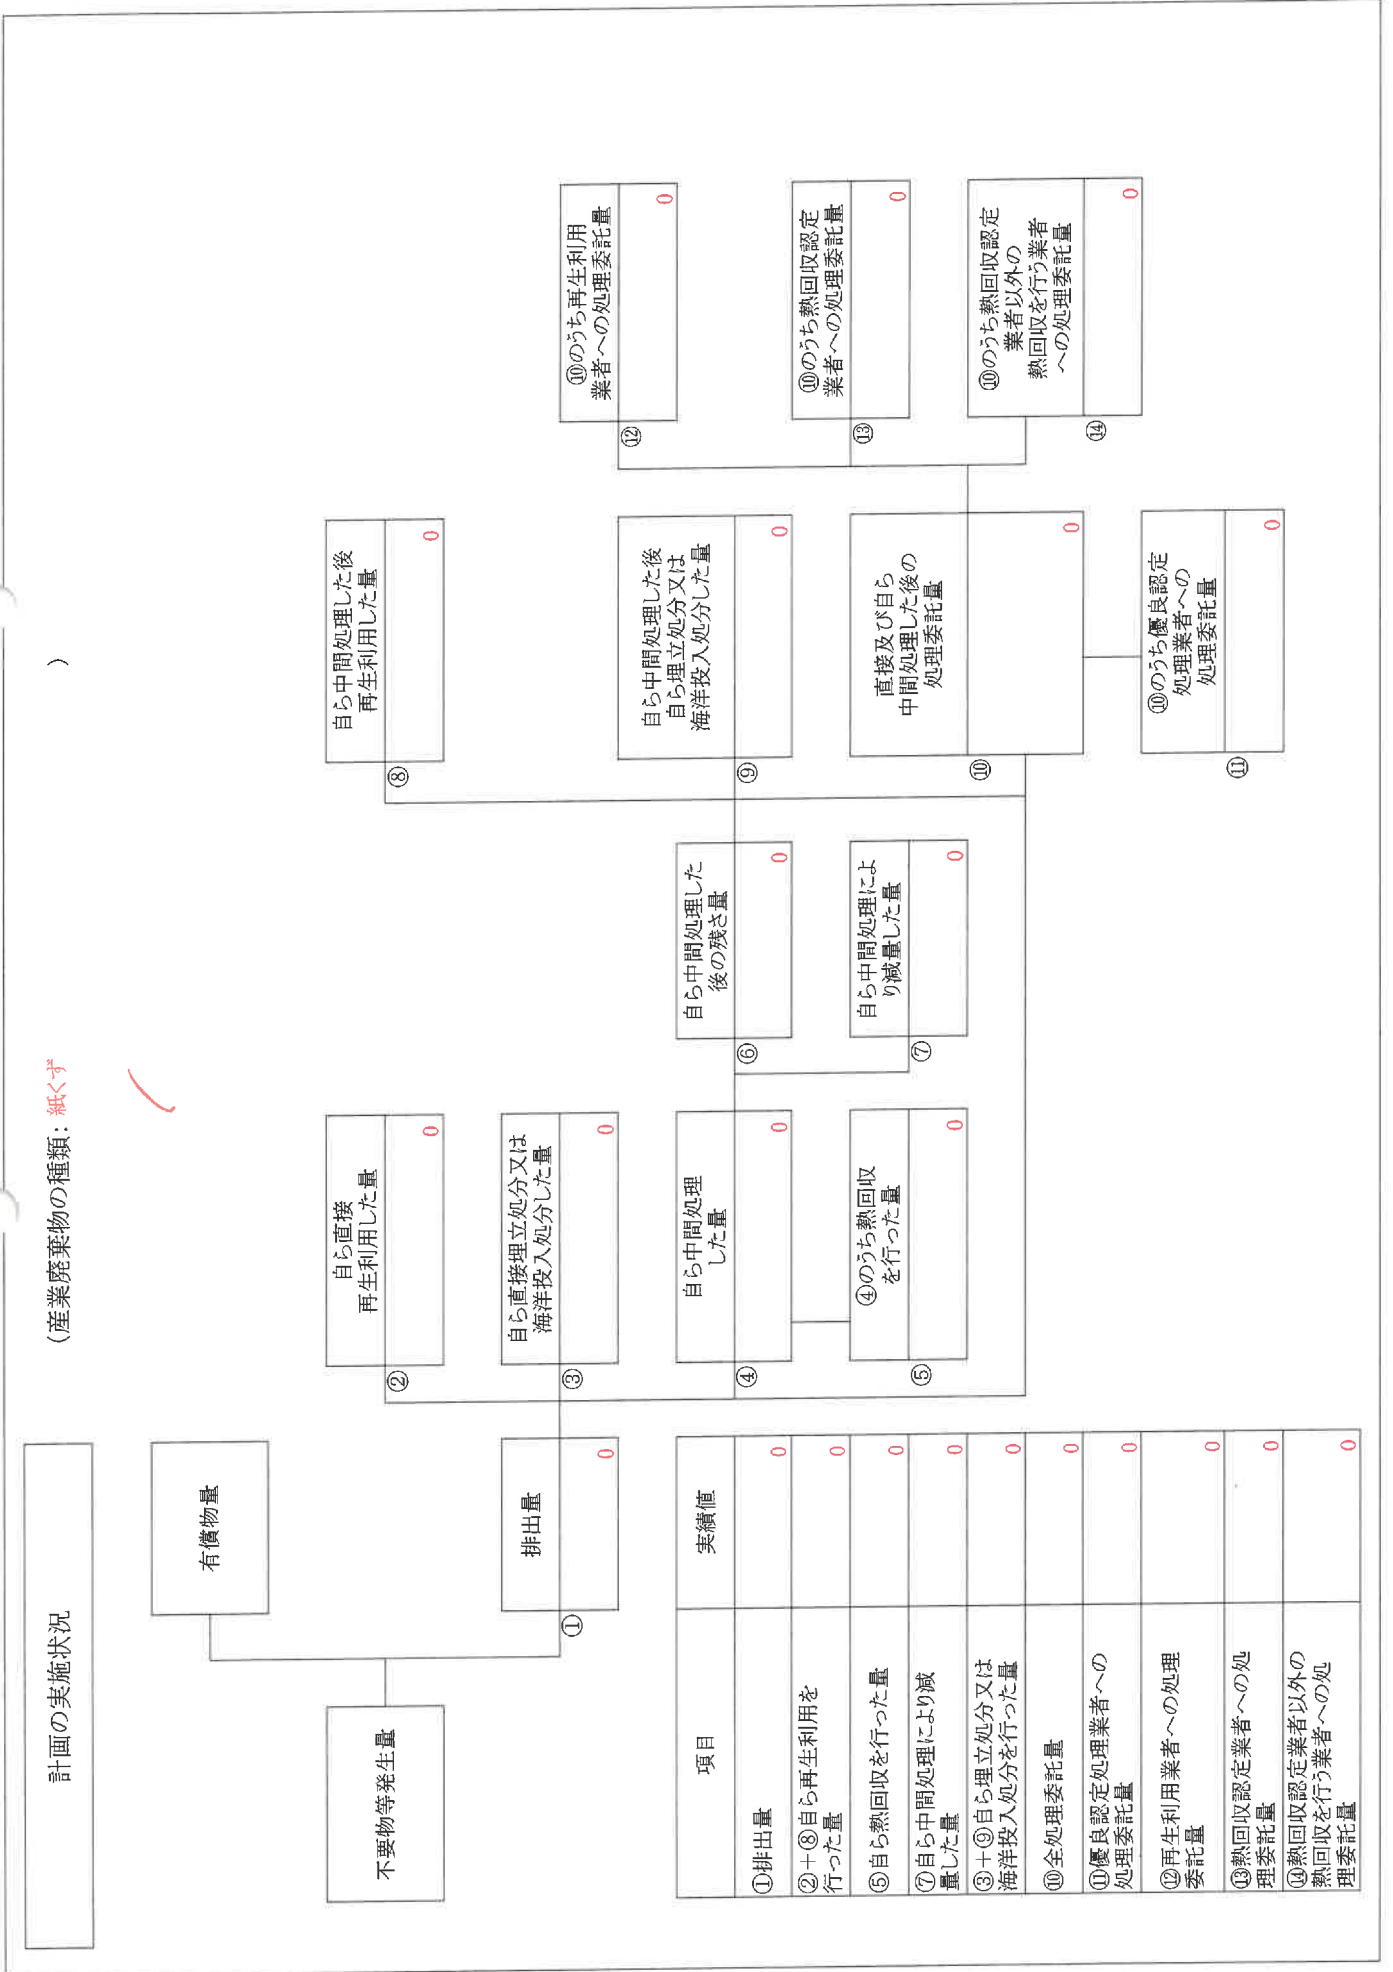 計画の実施状況
(産業廃棄物の種類：紙くず　)
不要物等発生量
有償物量
排出量
①
0
自ら直接
再生利用した量
②
0
自ら直接埋立処分又は
海洋投入処分した量
③
0
自ら中間処理
した量
④
0
④のうち熱回収
を行った量
⑤
0
自ら中間処理した
後の残さ量
⑥
0
自ら中間処理によ
り減量した量
⑦
0
自ら中間処理した後
再生利用した量
⑧
0
自ら中間処理した後
自ら埋立処分又は
海洋投入処分した量
⑨
0
直接及び自ら
中間処理した後の
処理委託量
⑩
0
⑩のうち優良認定
処理業者への
処理委託量
⑪
0
⑩のうち再生利用
業者への処理委託量
⑫
0
⑩のうち熱回収認定
業者への処理委託量
⑬
0
⑩のうち熱回収認定
業者以外の
熱回収を行う業者
への処理委託量
⑭
0
項目　実績値
①排出量　0
②＋⑧自ら再生利用を
行った量　0
⑤自ら熱回収を行った量　0
⑦自ら中間処理により減
量した量　0
③＋⑨自ら埋立処分又は
海洋投入処分を行った量　0
⑩全処理委託量　0
⑪優良認定処理業者への
処理委託量　0
⑫再生利用業者への処理
委託量　0
⑬熱回収認定業者への処
理委託量　0
⑭熱回収認定業者以外の
熱回収を行う業者への処
理委託量　0